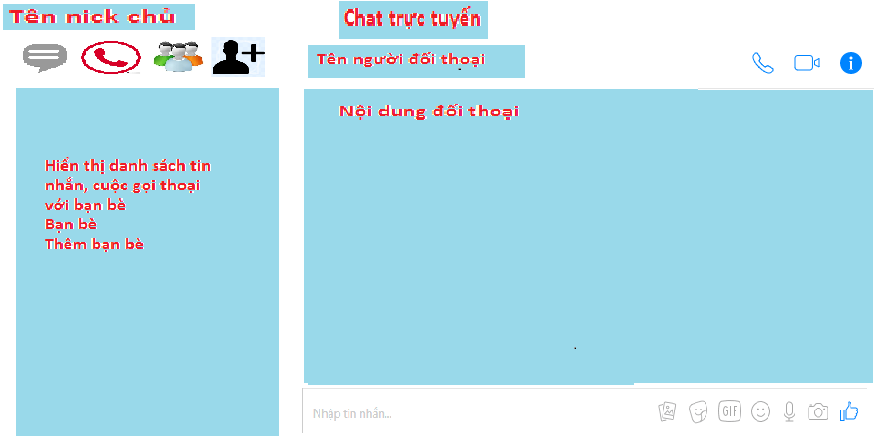 Tên nick chủ
Chat trực tuyến
Tên người đối thoại
Nội dung đối thoại
Hiển thị danh sách tin
nhắn, cuộc gọi thoại
với bạn bè
Bạn bè
Thêm bạn bè
Nhập tin nhắn...
GIF